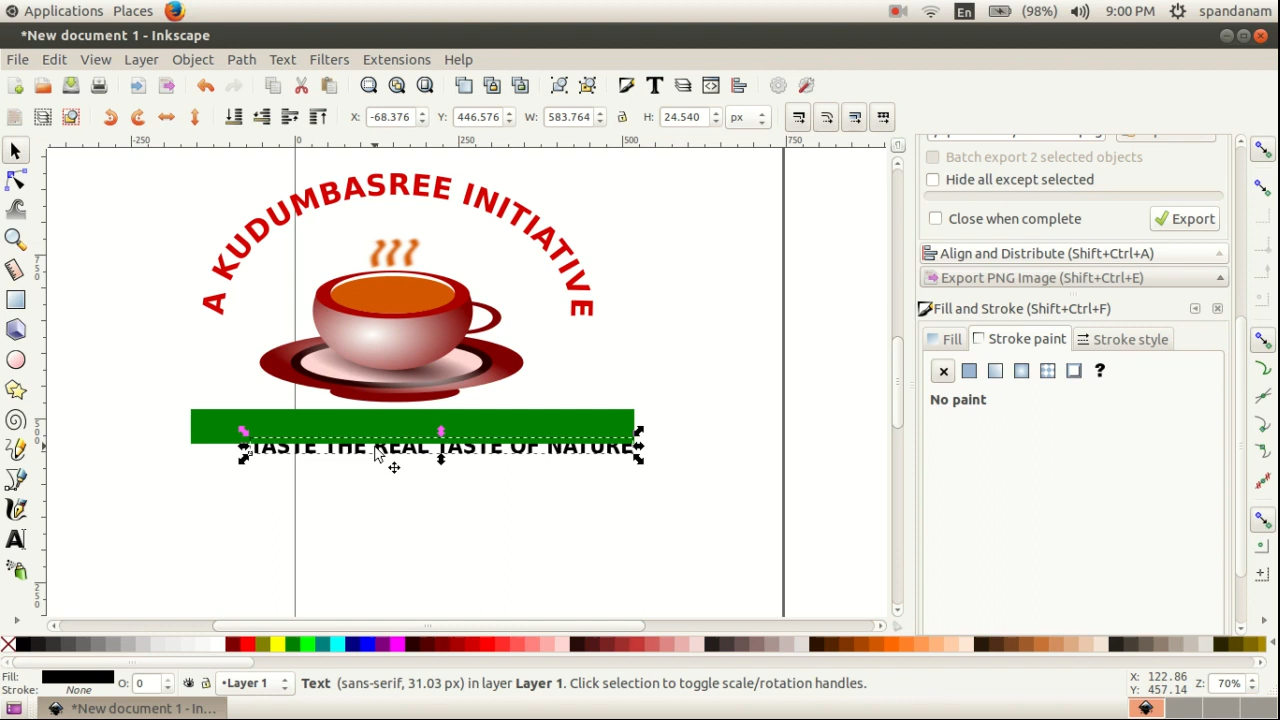 Applications Places En (98%) 9:00 PM spandanam
*New document 1 - Inkscape
File Edit View Layer Object Path Text Filters Extensions Help
X: -68.376 Y: 446.576 W: 583.764 H: 24.540 px
-250 0 250 500 750
A KUDUMBASREE INITIATIVE
TASTE THE REAL TASTE OF NATURE
Batch export 2 selected objects
Hide all except selected
Close when complete Export
Align and Distribute (Shift+Ctrl+A)
Export PNG Image (Shift+Ctrl+E)
Fill and Stroke (Shift+Ctrl+F)
Fill Stroke paint Stroke style
?
No paint
Fill: O: 0 •Layer 1 Text (sans-serif, 31.03 px) in layer Layer 1. Click selection to toggle scale/rotation handles. X: 122.86 Z: 70%
Stroke: None Y: 457.14
*New document 1 - In...